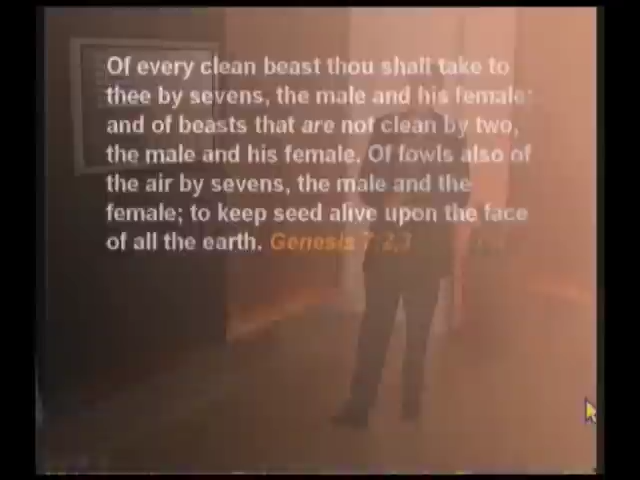 Of every clean beast thou shalt take to
thee by sevens, the male and his female:
and of beasts that are not clean by two,
the male and his female. Of fowls also of
the air by sevens, the male and the
female; to keep seed alive upon the face
of all the earth. Genesis 7:2,3